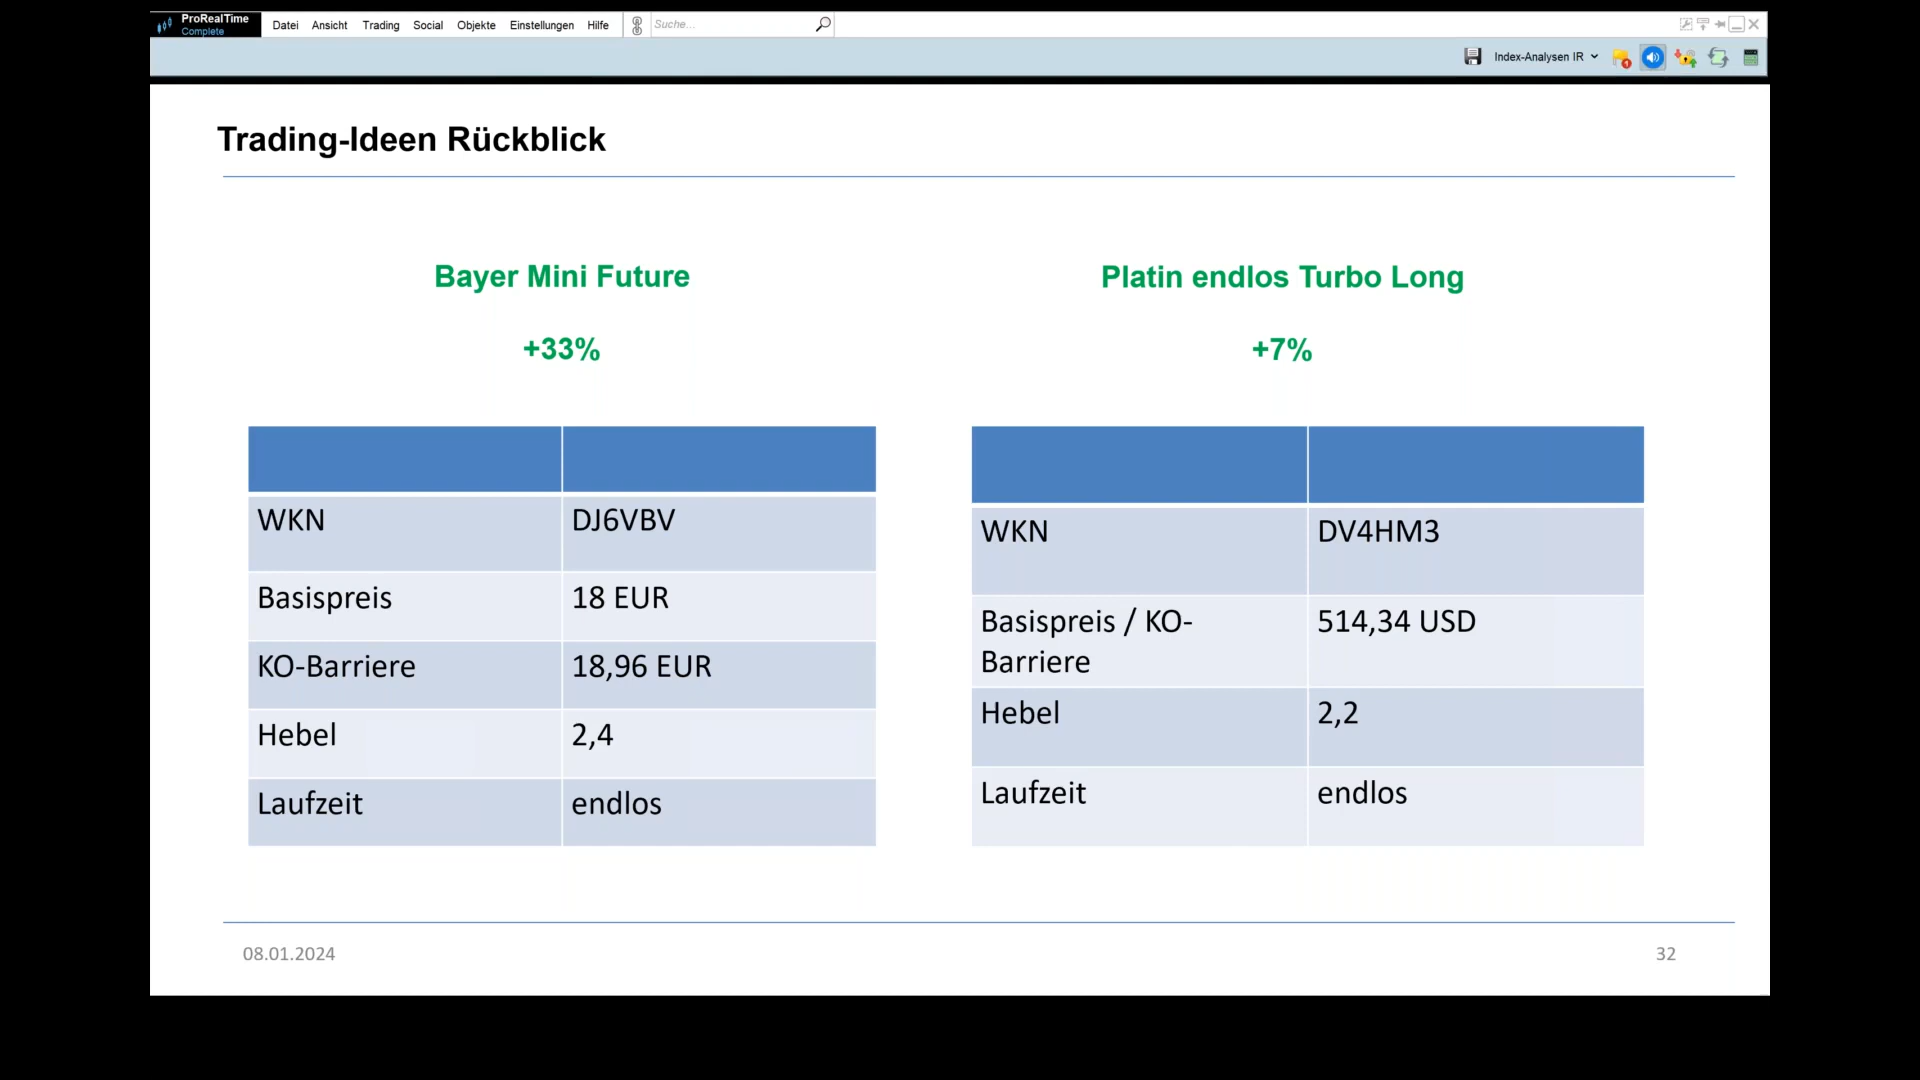 ProRealTime
Complete
Datei Ansicht Trading Social Objekte Einstellungen Hilfe Suche...
Index-Analysen IR
Trading-Ideen Rückblick
Bayer Mini Future
+33%
WKN DJ6VBV
Basispreis 18 EUR
KO-Barriere 18,96 EUR
Hebel 2,4
Laufzeit endlos
Platin endlos Turbo Long
+7%
WKN DV4HM3
Basispreis / KO- 514,34 USD
Barriere
Hebel 2,2
Laufzeit endlos
08.01.2024
32